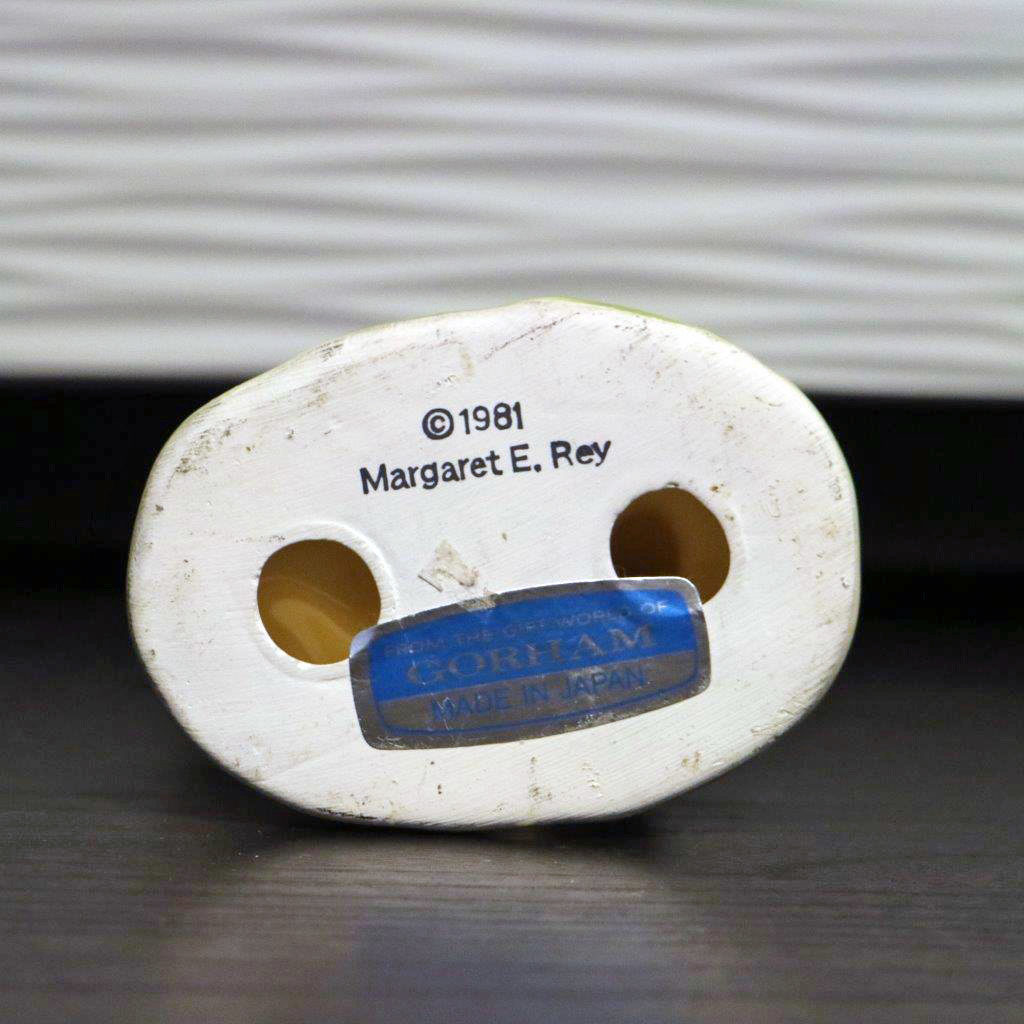 ©1981
Margaret E. Rey
FROM THE GIFT WORLD OF
GORHAM
MADE IN JAPAN